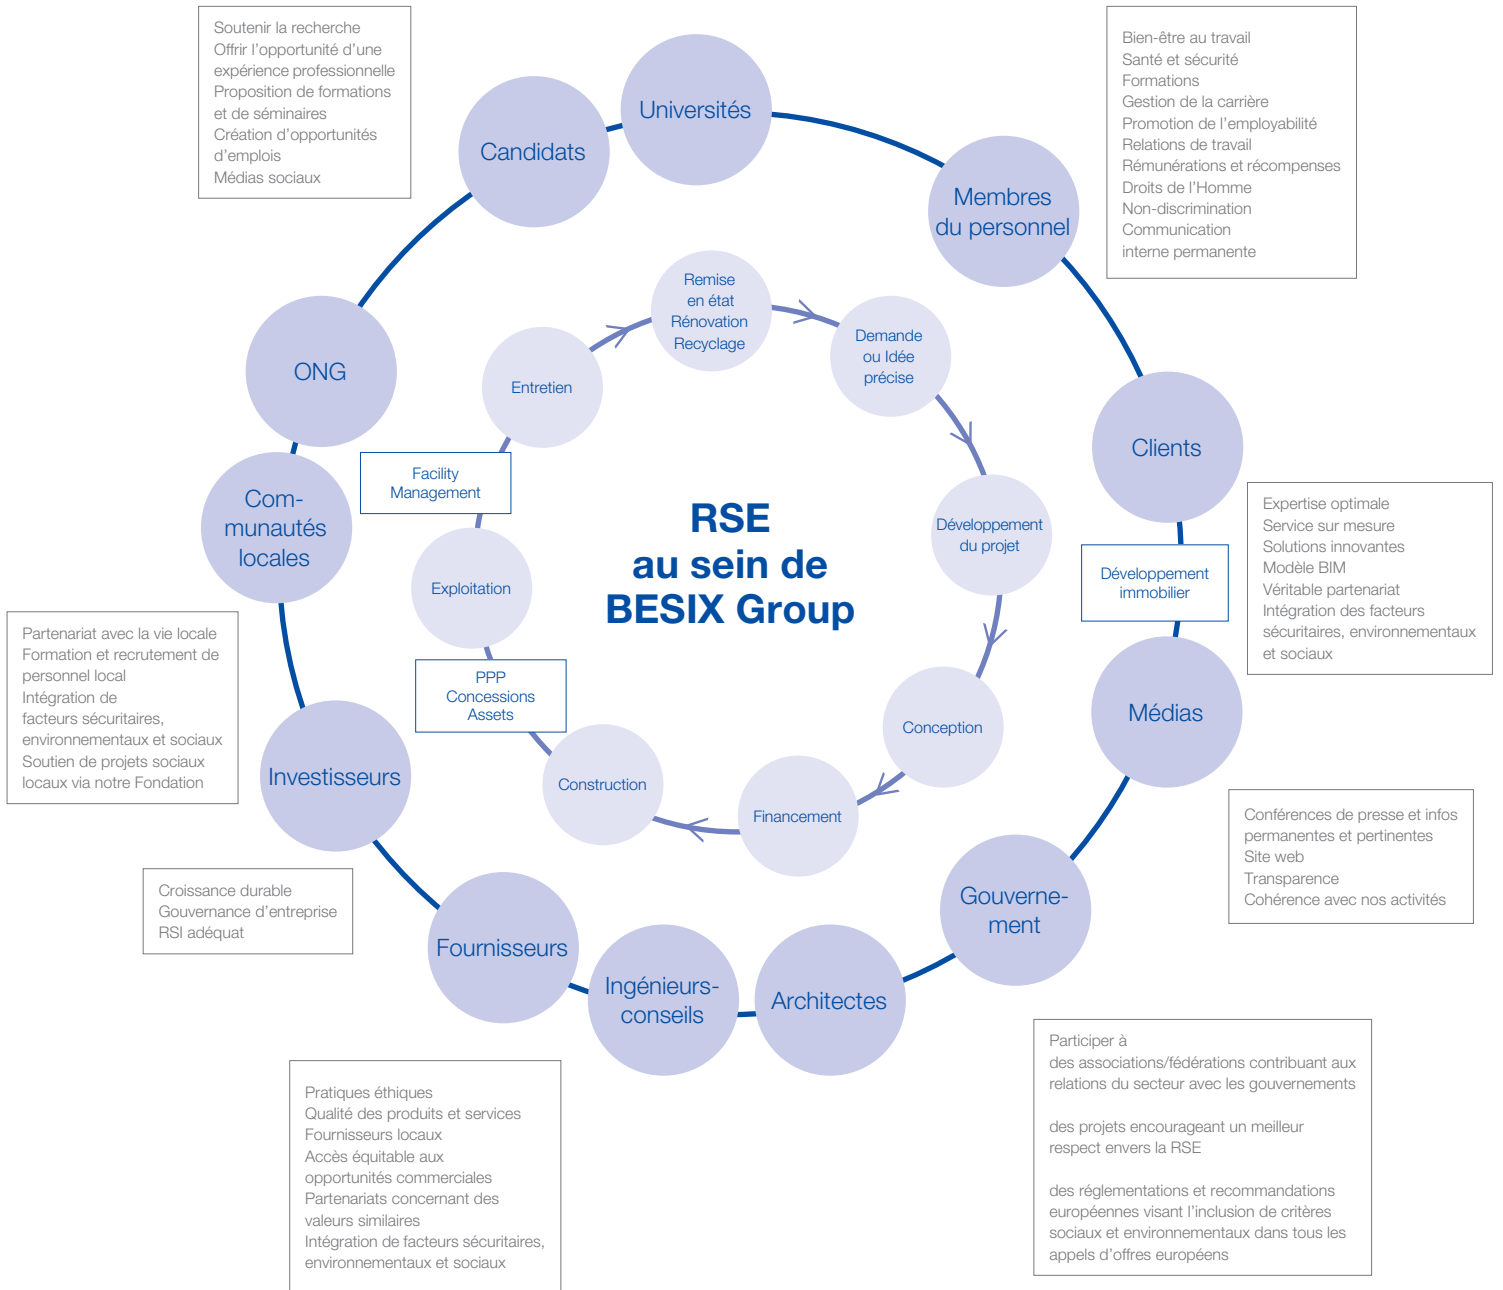 Soutenir la recherche
Offrir l’opportunité d’une
expérience professionnelle
Proposition de formations
et de séminaires
Création d’opportunités
d’emplois
Médias sociaux
Bien-être au travail
Santé et sécurité
Formations
Gestion de la carrière
Promotion de l’employabilité
Relations de travail
Rémunérations et récompenses
Droits de l’Homme
Non-discrimination
Communication
interne permanente
Universités
Candidats
Membres
du personnel
ONG
Clients
Com-
munautés
locales
Développement
immobilier
Médias
Investisseurs
Gouverne-
ment
Fournisseurs
Ingénieurs-
conseils
Architectes
Remise
en état
Rénovation
Recyclage
Demande
ou Idée
précise
Entretien
Facility
Management
Développement
du projet
Exploitation
PPP
Concessions
Assets
Conception
Construction
Financement
RSE
au sein de
BESIX Group
Expertise optimale
Service sur mesure
Solutions innovantes
Modèle BIM
Véritable partenariat
Intégration des facteurs
sécuritaires, environnementaux
et sociaux
Partenariat avec la vie locale
Formation et recrutement de
personnel local
Intégration de
facteurs sécuritaires,
environnementaux et sociaux
Soutien de projets sociaux
locaux via notre Fondation
Conférences de presse et infos
permanentes et pertinentes
Site web
Transparence
Cohérence avec nos activités
Croissance durable
Gouvernance d’entreprise
RSI adéquat
Participer à
des associations/fédérations contribuant aux
relations du secteur avec les gouvernements
des projets encourageant un meilleur
respect envers la RSE
des réglementations et recommandations
européennes visant l’inclusion de critères
sociaux et environnementaux dans tous les
appels d’offres européens
Pratiques éthiques
Qualité des produits et services
Fournisseurs locaux
Accès équitable aux
opportunités commerciales
Partenariats concernant des
valeurs similaires
Intégration de facteurs sécuritaires,
environnementaux et sociaux